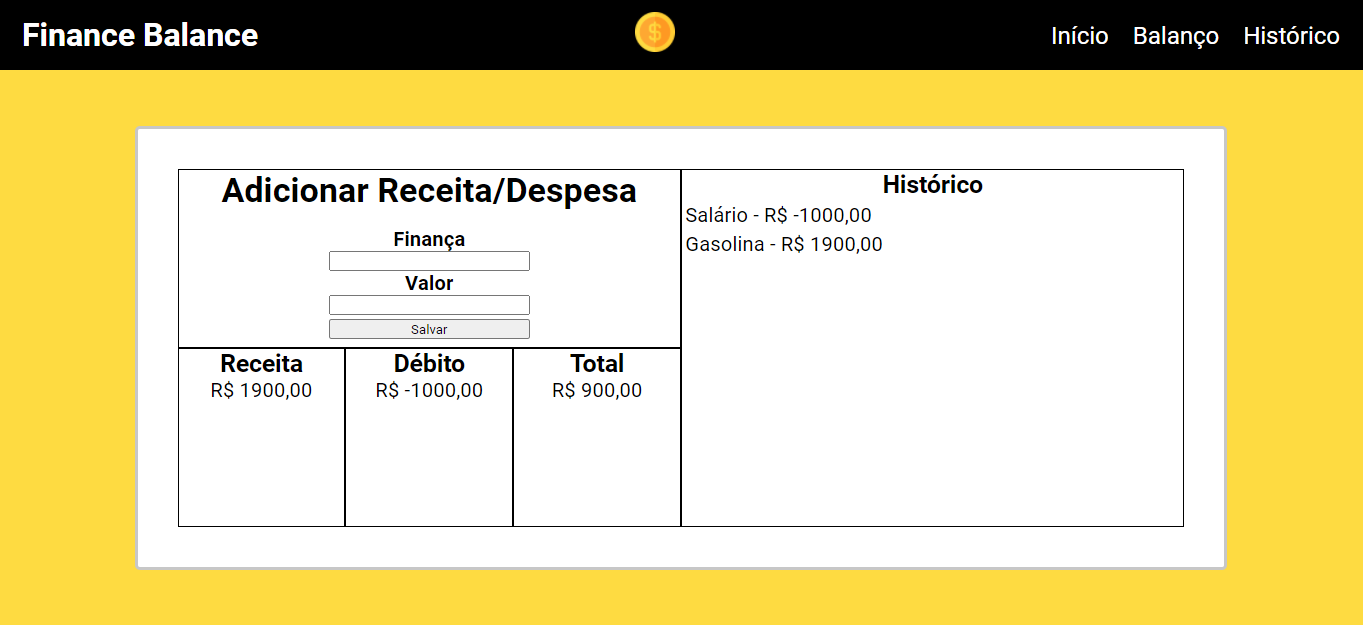 Finance Balance
$
Início Balanço Histórico
Adicionar Receita/Despesa
Finança
Valor
Salvar
Receita
R$ 1900,00
Débito
R$ -1000,00
Total
R$ 900,00
Histórico
Salário - R$ -1000,00
Gasolina - R$ 1900,00